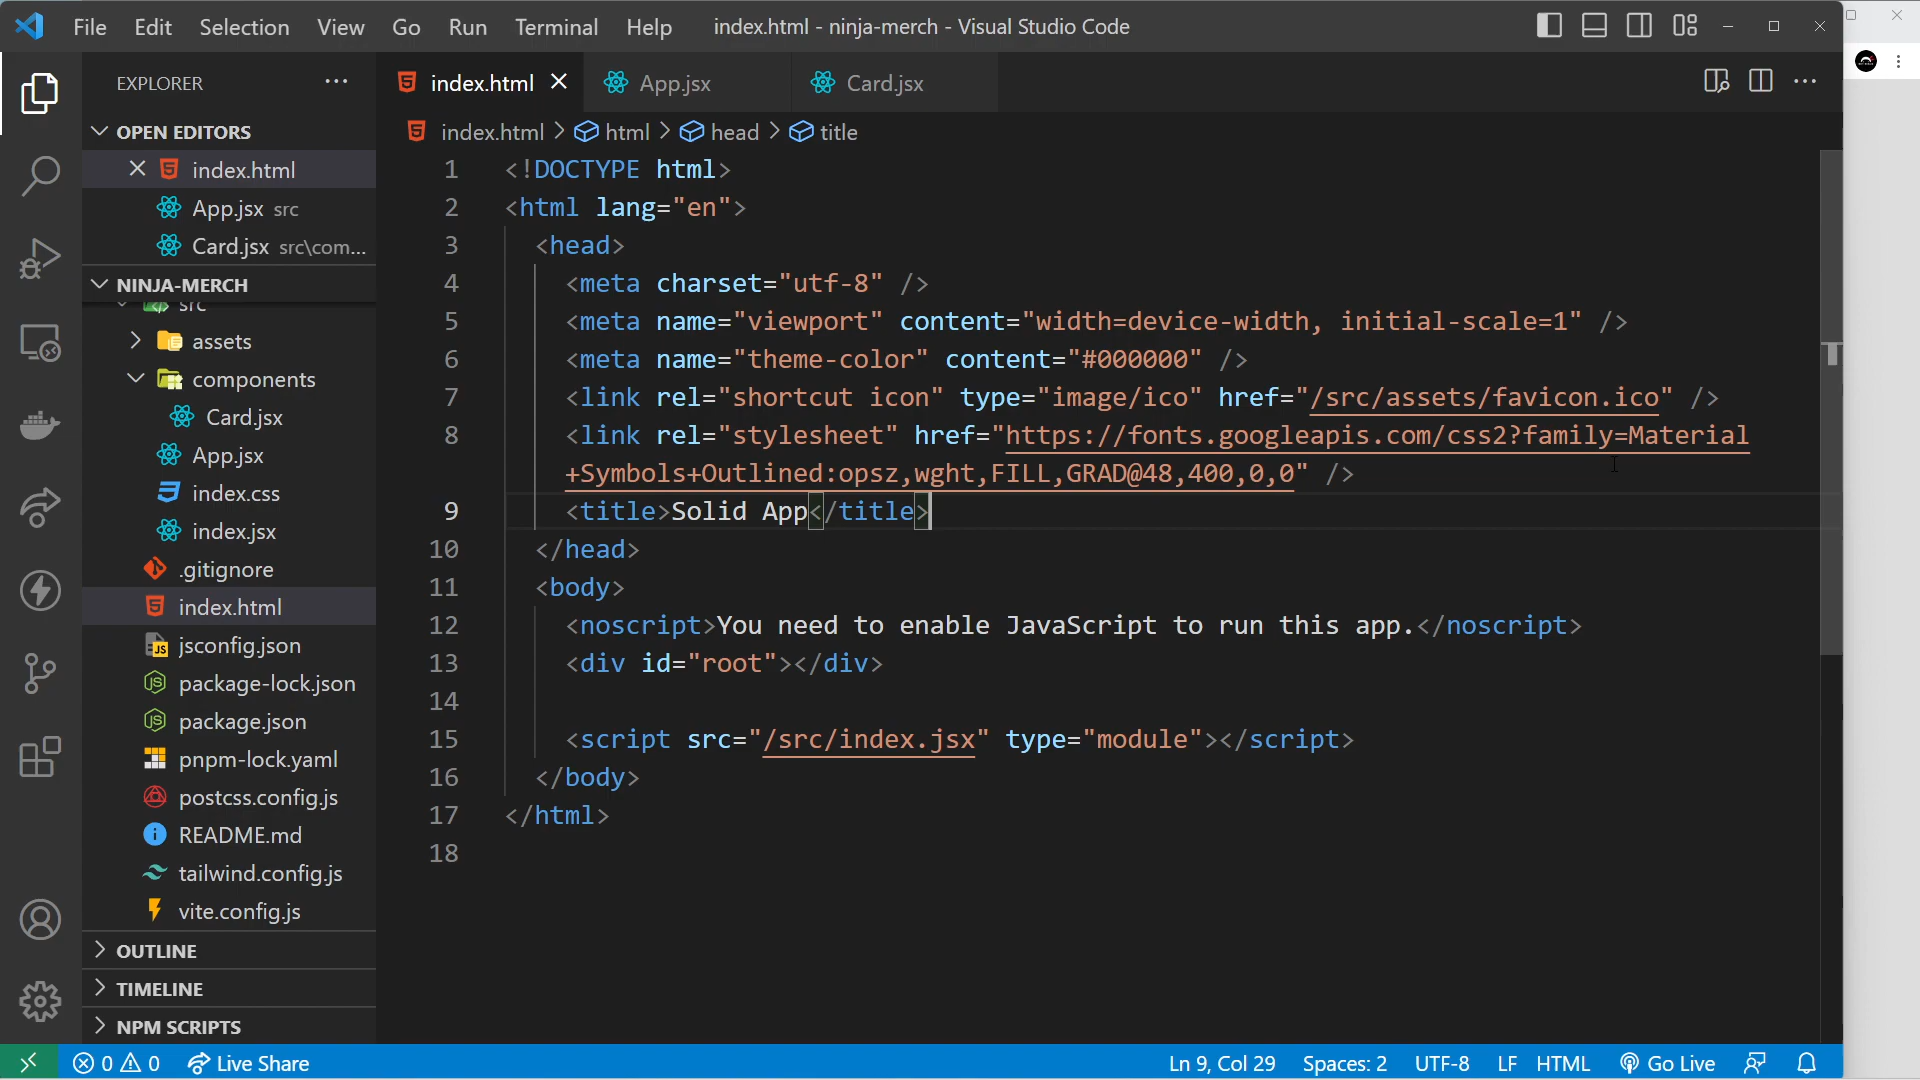 File Edit Selection View Go Run Terminal Help index.html - ninja-merch - Visual Studio Code
EXPLORER
OPEN EDITORS
index.html
App.jsx src
Card.jsx src\com...
NINJA-MERCH
src
assets
components
Card.jsx
App.jsx
index.css
index.jsx
.gitignore
index.html
jsconfig.json
package-lock.json
package.json
pnpm-lock.yaml
postcss.config.js
README.md
tailwind.config.js
vite.config.js
OUTLINE
TIMELINE
NPM SCRIPTS
index.html App.jsx Card.jsx
index.html > html > head > title
1 <!DOCTYPE html>
2 <html lang="en">
3 <head>
4 <meta charset="utf-8" />
5 <meta name="viewport" content="width=device-width, initial-scale=1" />
6 <meta name="theme-color" content="#000000" />
7 <link rel="shortcut icon" type="image/ico" href="/src/assets/favicon.ico" />
8 <link rel="stylesheet" href="https://fonts.googleapis.com/css2?family=Material
+Symbols+Outlined:opsz,wght,FILL,GRAD@48,400,0,0" />
9 <title>Solid App</title>
10 </head>
11 <body>
12 <noscript>You need to enable JavaScript to run this app.</noscript>
13 <div id="root"></div>
14
15 <script src="/src/index.jsx" type="module"></script>
16 </body>
17 </html>
18
0 0 Live Share Ln 9, Col 29 Spaces: 2 UTF-8 LF HTML Go Live